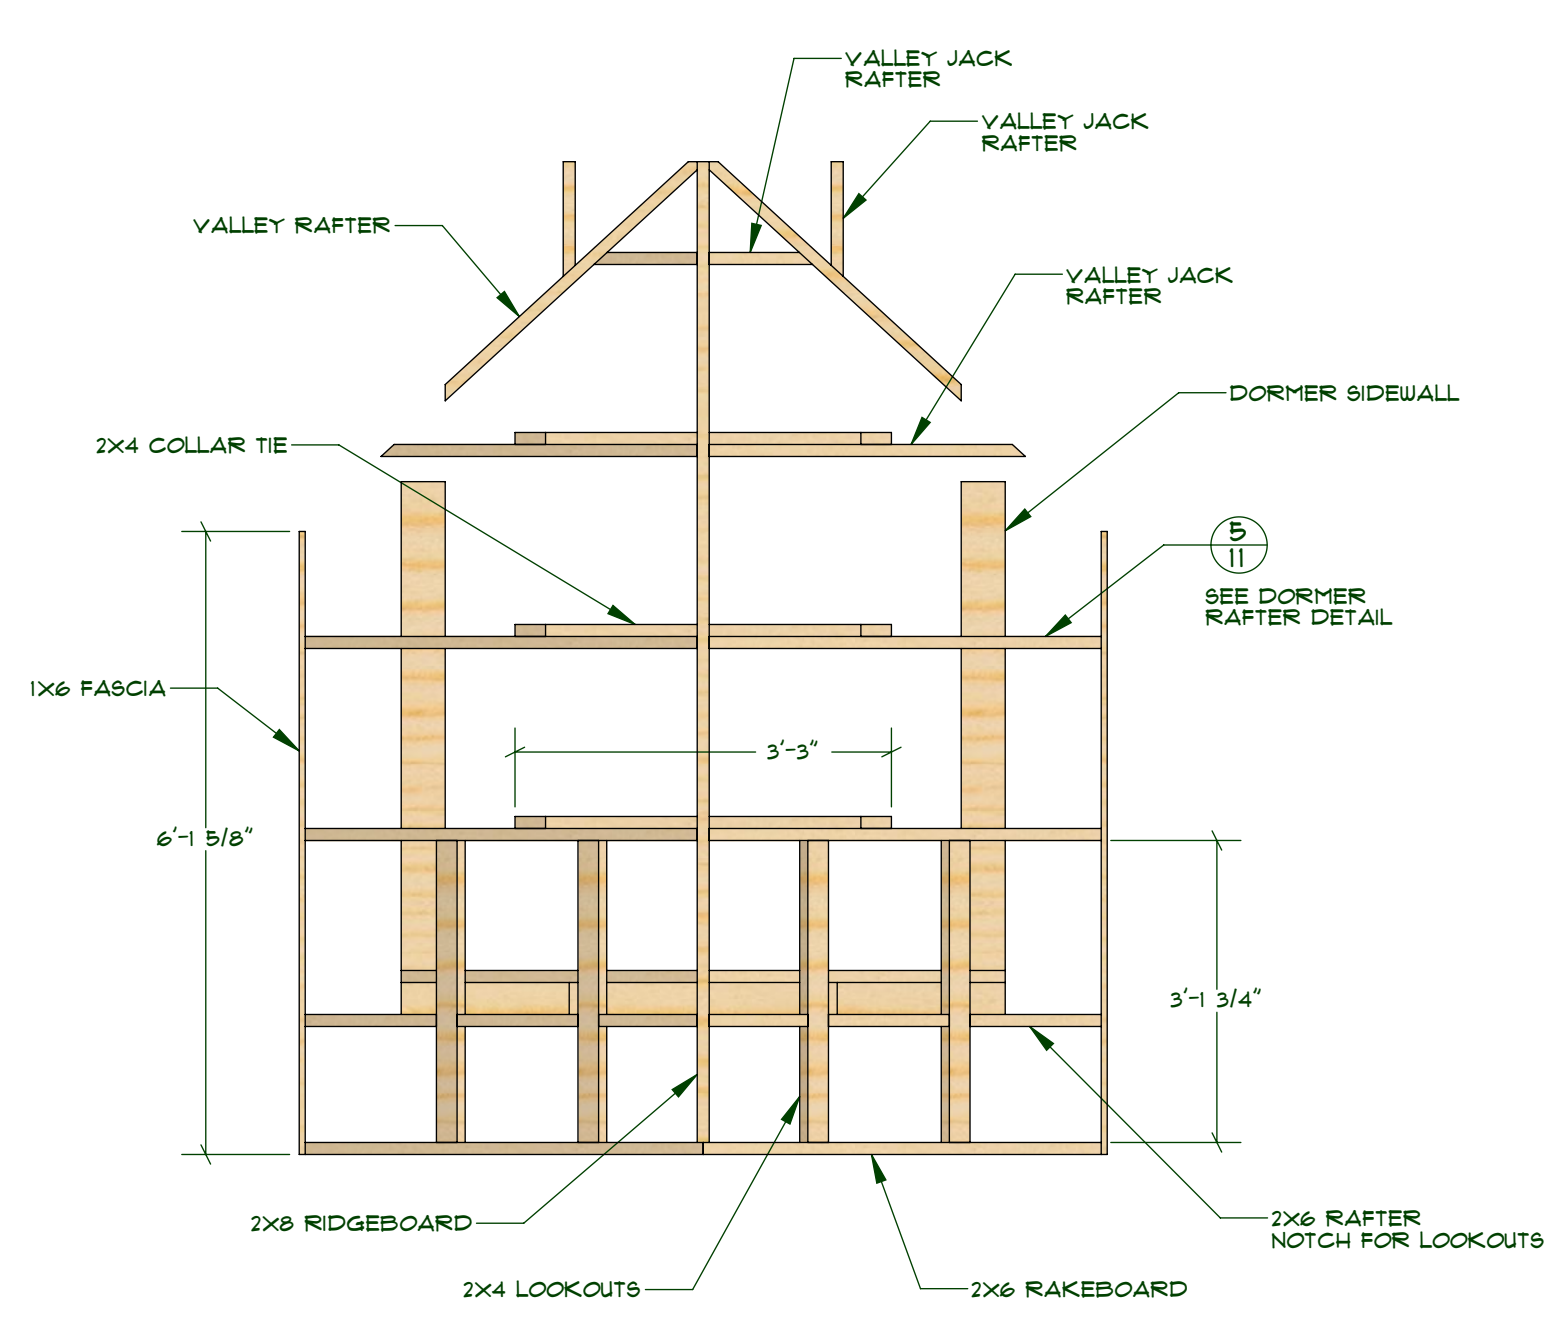 VALLEY JACK
RAFTER
VALLEY JACK
RAFTER
VALLEY RAFTER
VALLEY JACK
RAFTER
DORMER SIDEWALL
2X4 COLLAR TIE
5
11
SEE DORMER
RAFTER DETAIL
1X6 FASCIA
3'-3"
6'-1 5/8"
3'-1 3/4"
2X8 RIDGEBOARD
2X6 RAFTER
NOTCH FOR LOOKOUTS
2X4 LOOKOUTS
2X6 RAKEBOARD